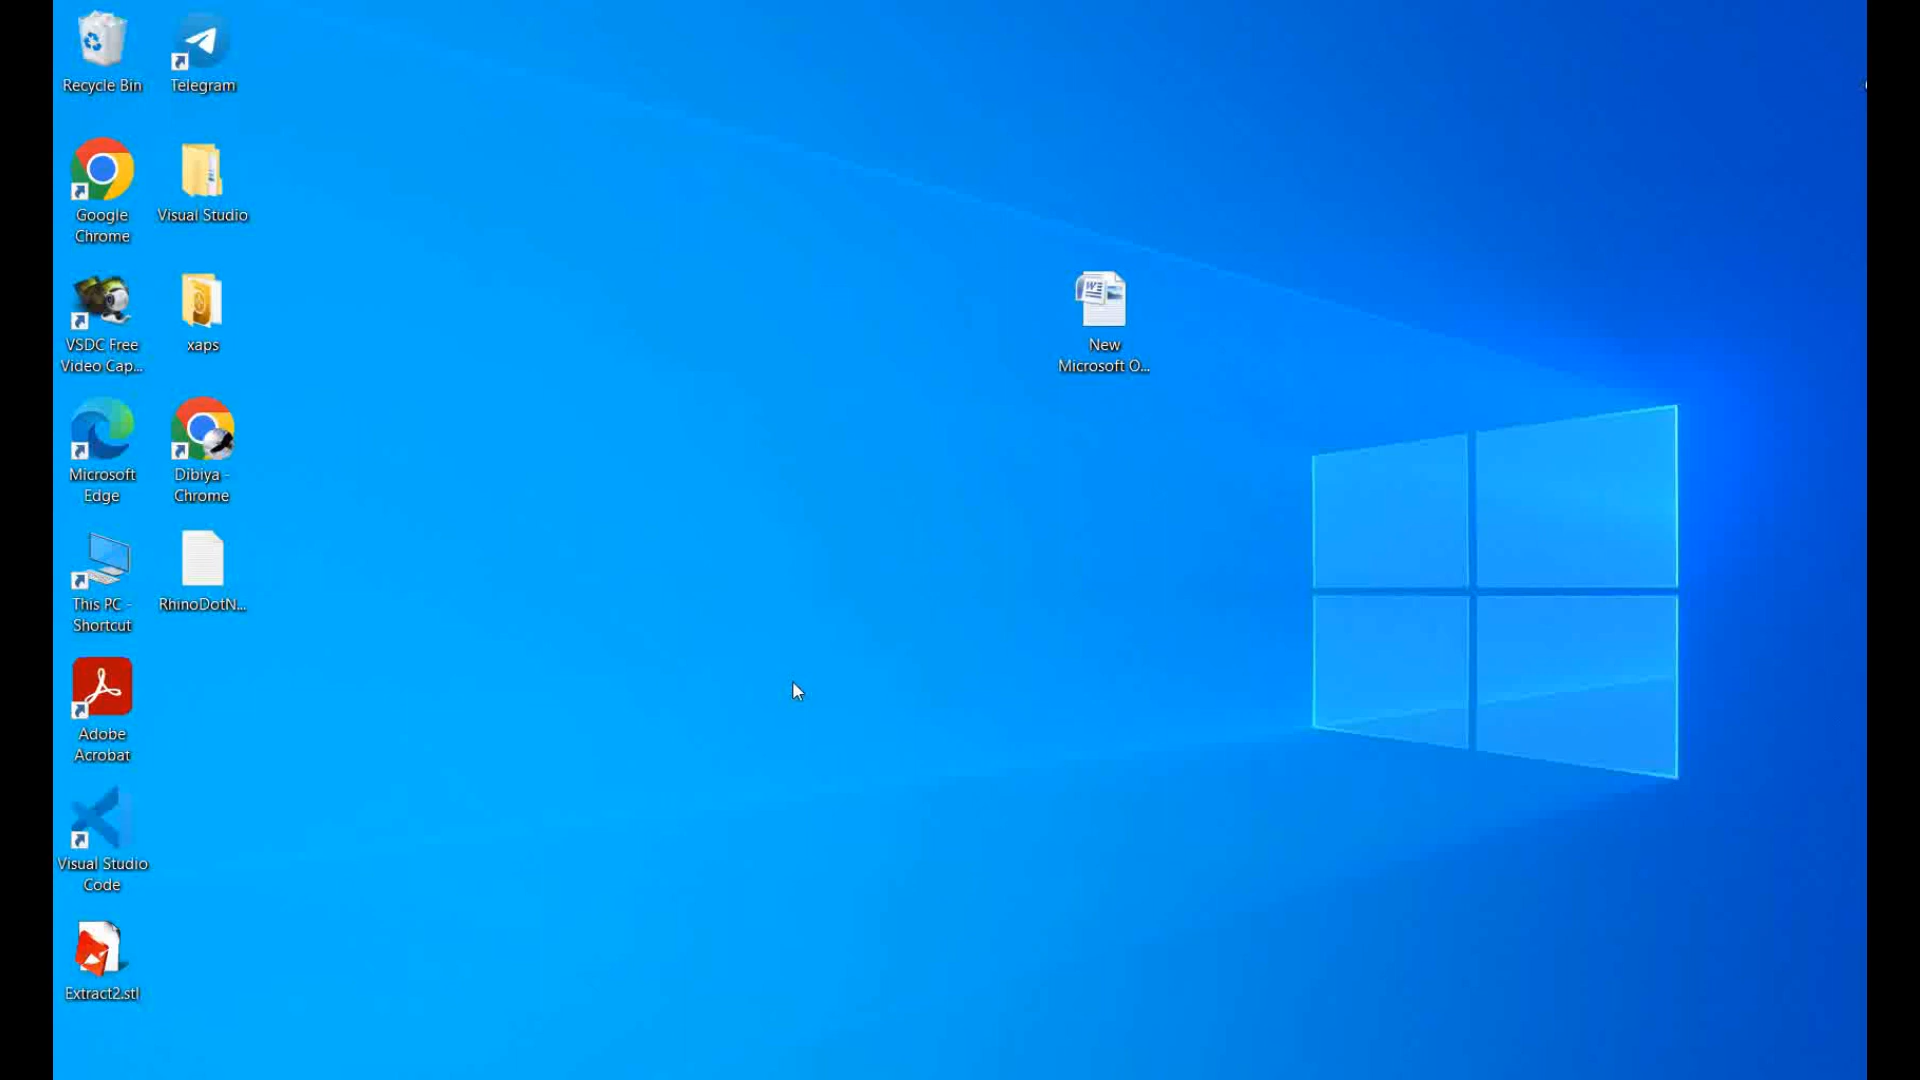 Recycle Bin
Telegram
Google
Chrome
Visual Studio
VSDC Free
Video Cap...
xaps
New
Microsoft O...
Microsoft
Edge
Dibiya -
Chrome
This PC -
Shortcut
RhinoDotN...
Adobe
Acrobat
Visual Studio
Code
Extract2.stl